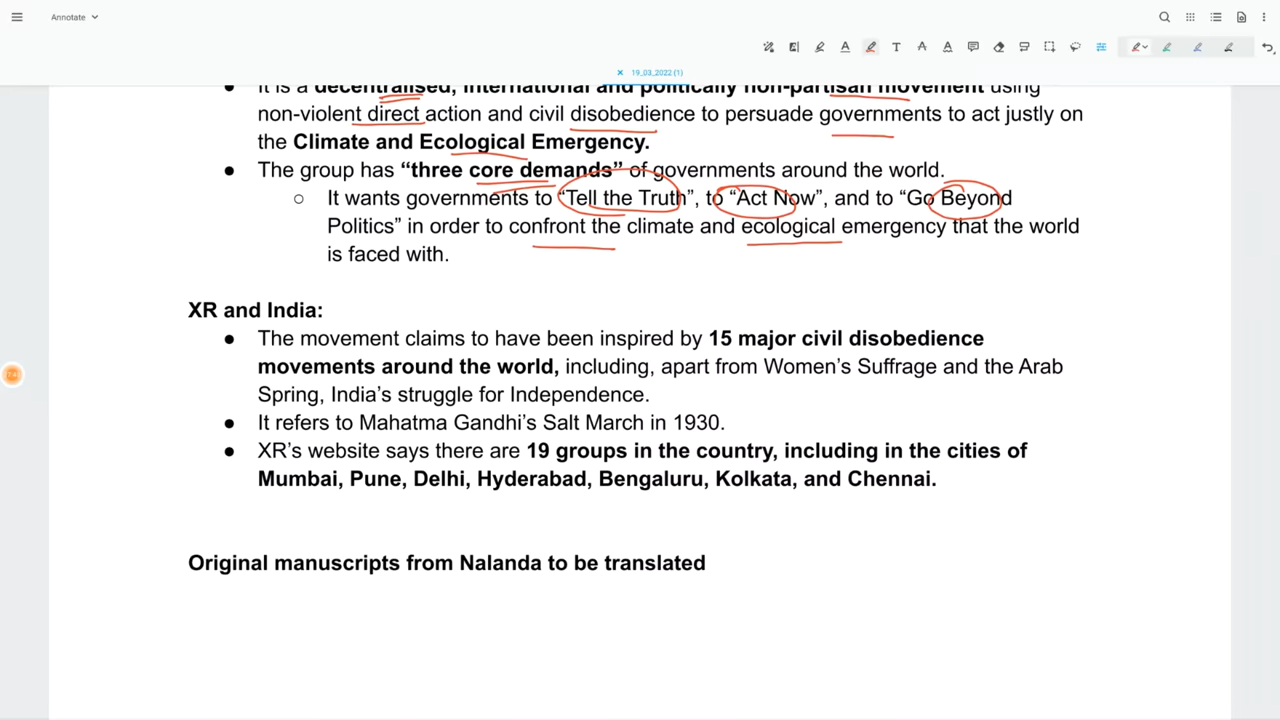 Annotate
19_03_2022 (1)
It is a decentralised, international and politically non-partisan movement using
non-violent direct action and civil disobedience to persuade governments to act justly on
the Climate and Ecological Emergency.
● The group has “three core demands” of governments around the world.
○ It wants governments to “Tell the Truth”, to “Act Now”, and to “Go Beyond
Politics” in order to confront the climate and ecological emergency that the world
is faced with.
XR and India:
● The movement claims to have been inspired by 15 major civil disobedience
movements around the world, including, apart from Women’s Suffrage and the Arab
Spring, India’s struggle for Independence.
● It refers to Mahatma Gandhi’s Salt March in 1930.
● XR’s website says there are 19 groups in the country, including in the cities of
Mumbai, Pune, Delhi, Hyderabad, Bengaluru, Kolkata, and Chennai.
Original manuscripts from Nalanda to be translated